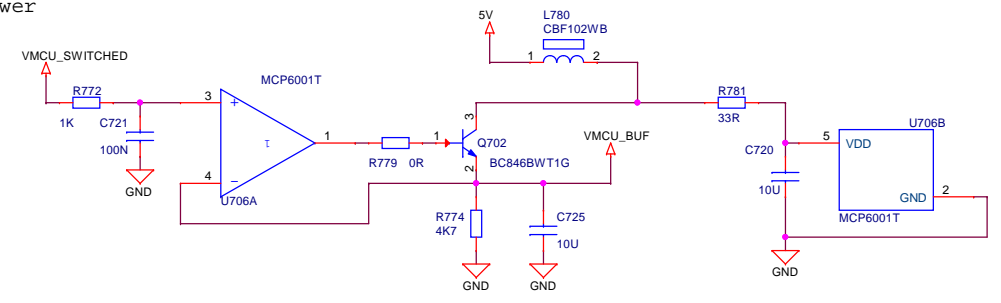 wer
5V
L780
CBF102WB
1 2
VMCU_SWITCHED
MCP6001T
R772
1K
C721
100N
GND
3
+
τ
1
4
−
U706A
R779 0R
1
3
Q702
BC846BWT1G
2
VMCU_BUF
R774
4K7
GND
C725
10U
GND
R781
33R
C720
10U
GND
U706B
5
VDD
GND
2
MCP6001T